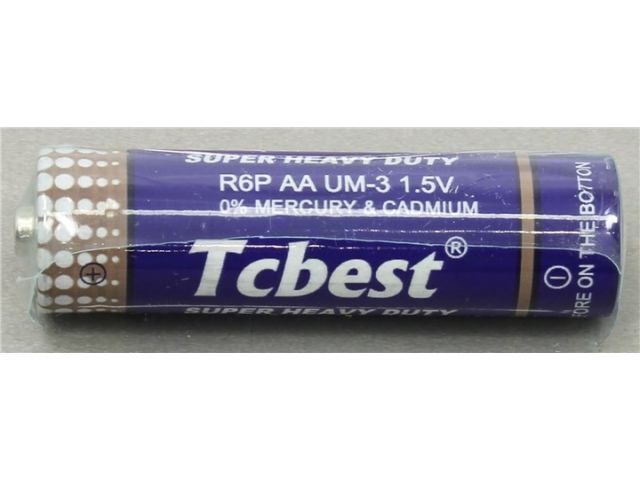 SUPER HEAVY DUTY
R6P AA UM-3 1.5V
0% MERCURY & CADMIUM
Tcbest®
SUPER HEAVY DUTY
FORE ON THE BOTTON